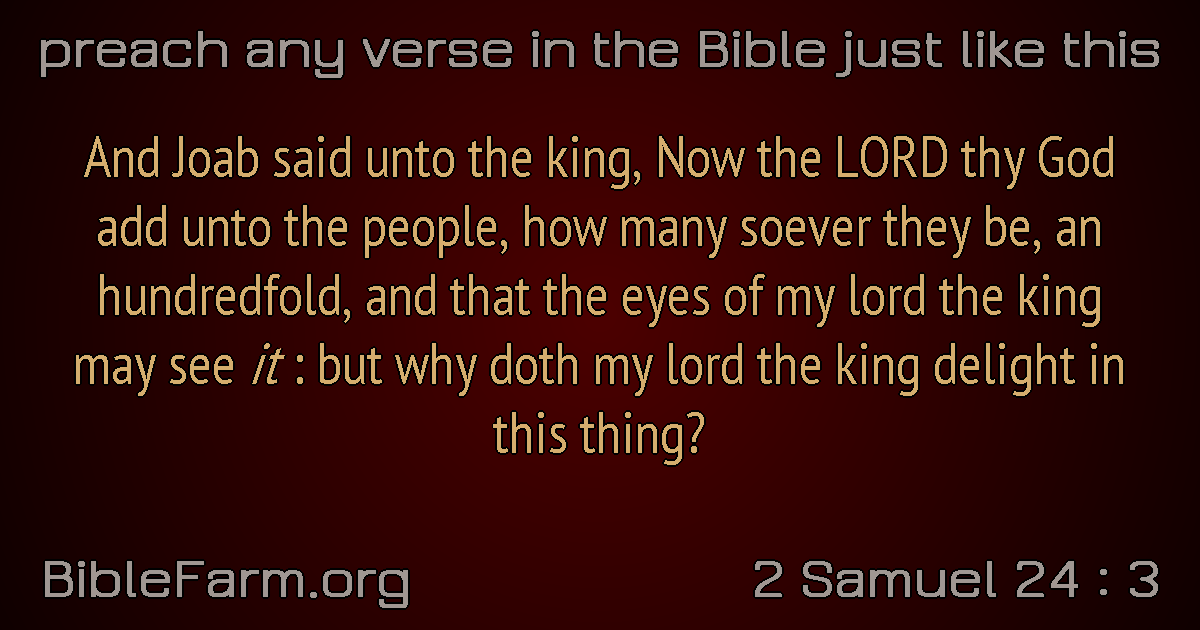 preach any verse in the Bible just like this
And Joab said unto the king, Now the LORD thy God
add unto the people, how many soever they be, an
hundredfold, and that the eyes of my lord the king
may see it : but why doth my lord the king delight in
this thing?
BibleFarm.org
2 Samuel 24 : 3